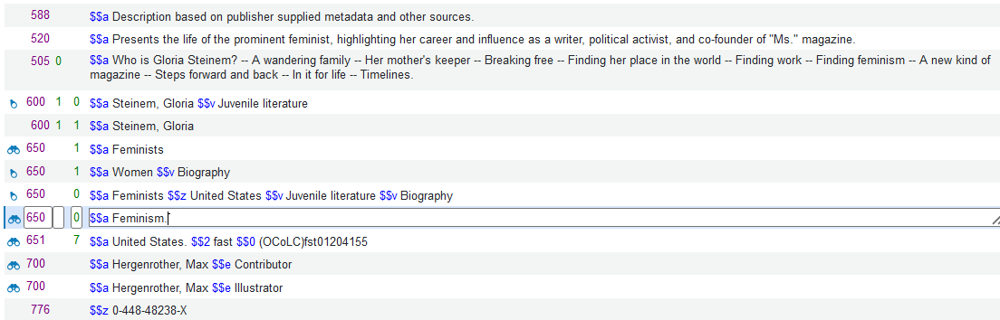 588 $$a Description based on publisher supplied metadata and other sources.
520 $$a Presents the life of the prominent feminist, highlighting her career and influence as a writer, political activist, and co-founder of "Ms." magazine.
505 0 $$a Who is Gloria Steinem? -- A wandering family -- Her mother's keeper -- Breaking free -- Finding her place in the world -- Finding work -- Finding feminism -- A new kind of
magazine -- Steps forward and back -- In it for life -- Timelines.
600 1 0 $$a Steinem, Gloria $$v Juvenile literature
600 1 1 $$a Steinem, Gloria
650 1 $$a Feminists
650 1 $$a Women $$v Biography
650 0 $$a Feminists $$z United States $$v Juvenile literature $$v Biography
650 0 $$a Feminism.
651 7 $$a United States. $$2 fast $$0 (OCoLC)fst01204155
700 $$a Hergenrother, Max $$e Contributor
700 $$a Hergenrother, Max $$e Illustrator
776 $$z 0-448-48238-X